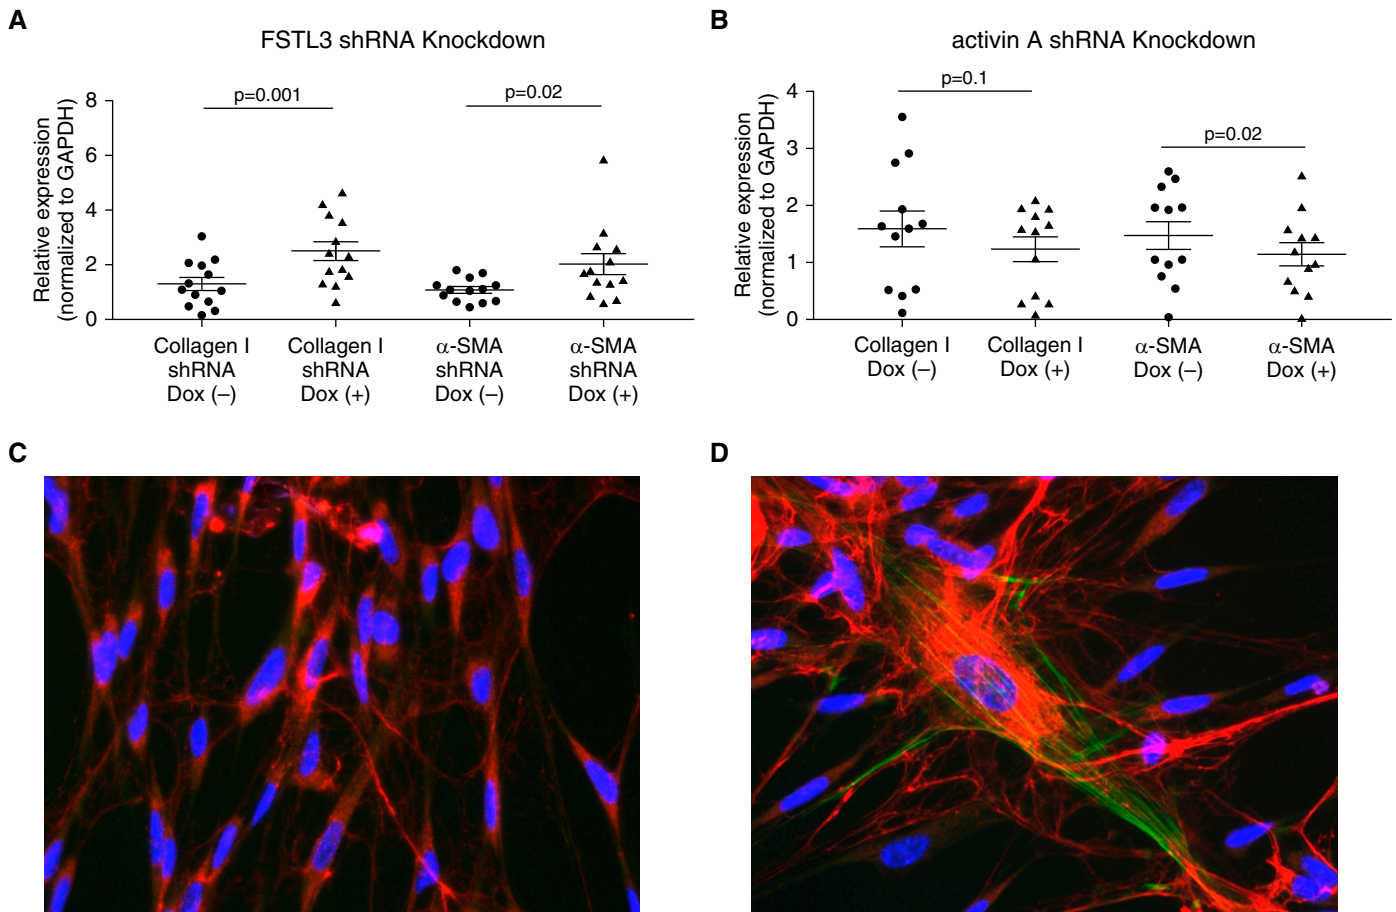 A
FSTL3 shRNA Knockdown
Relative expression
(normalized to GAPDH)
8
6
4
2
0
p=0.001
p=0.02
Collagen I
shRNA
Dox (–)
Collagen I
shRNA
Dox (+)
α-SMA
shRNA
Dox (–)
α-SMA
shRNA
Dox (+)
B
activin A shRNA Knockdown
Relative expression
(normalized to GAPDH)
4
3
2
1
0
p=0.1
p=0.02
Collagen I
Dox (–)
Collagen I
Dox (+)
α-SMA
Dox (–)
α-SMA
Dox (+)
C
D